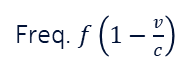 Freq. f(1 − v/c)